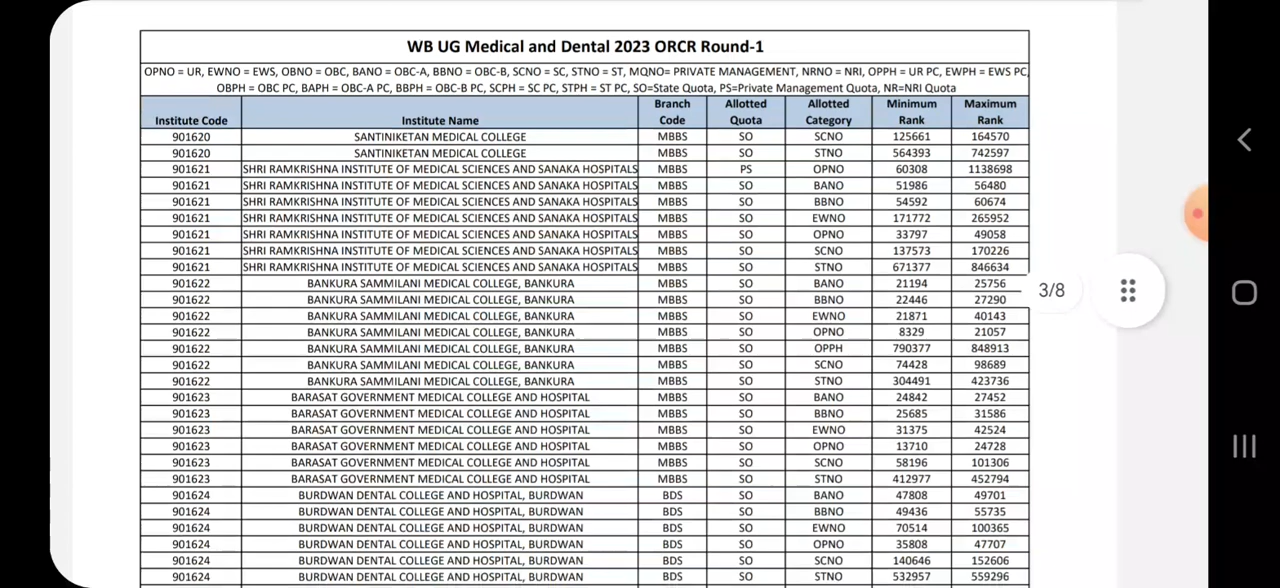 WB UG Medical and Dental 2023 ORCR Round-1
OPNO = UR, EWNO = EWS, OBNO = OBC, BANO = OBC-A, BBNO = OBC-B, SCNO = SC, STNO = ST, MQNO= PRIVATE MANAGEMENT, NRNO = NRI, OPPH = UR PC, EWPH = EWS PC,
OBPH = OBC PC, BAPH = OBC-A PC, BBPH = OBC-B PC, SCPH = SC PC, STPH = ST PC, SO=State Quota, PS=Private Management Quota, NR=NRI Quota
Institute Code Institute Name Branch Code Allotted Quota Allotted Category Minimum Rank Maximum Rank
901620 SANTINIKETAN MEDICAL COLLEGE MBBS SO SCNO 125661 164570
901620 SANTINIKETAN MEDICAL COLLEGE MBBS SO STNO 564393 742597
901621 SHRI RAMKRISHNA INSTITUTE OF MEDICAL SCIENCES AND SANAKA HOSPITALS MBBS PS OPNO 60308 1138698
901621 SHRI RAMKRISHNA INSTITUTE OF MEDICAL SCIENCES AND SANAKA HOSPITALS MBBS SO BANO 51986 56480
901621 SHRI RAMKRISHNA INSTITUTE OF MEDICAL SCIENCES AND SANAKA HOSPITALS MBBS SO BBNO 54592 60674
901621 SHRI RAMKRISHNA INSTITUTE OF MEDICAL SCIENCES AND SANAKA HOSPITALS MBBS SO EWNO 171772 265952
901621 SHRI RAMKRISHNA INSTITUTE OF MEDICAL SCIENCES AND SANAKA HOSPITALS MBBS SO OPNO 33797 49058
901621 SHRI RAMKRISHNA INSTITUTE OF MEDICAL SCIENCES AND SANAKA HOSPITALS MBBS SO SCNO 137573 170226
901621 SHRI RAMKRISHNA INSTITUTE OF MEDICAL SCIENCES AND SANAKA HOSPITALS MBBS SO STNO 671377 846634
901622 BANKURA SAMMILANI MEDICAL COLLEGE, BANKURA MBBS SO BANO 21194 25756
3/8
901622 BANKURA SAMMILANI MEDICAL COLLEGE, BANKURA MBBS SO BBNO 22446 27290
901622 BANKURA SAMMILANI MEDICAL COLLEGE, BANKURA MBBS SO EWNO 21871 40143
901622 BANKURA SAMMILANI MEDICAL COLLEGE, BANKURA MBBS SO OPNO 8329 21057
901622 BANKURA SAMMILANI MEDICAL COLLEGE, BANKURA MBBS SO OPPH 790377 848913
901622 BANKURA SAMMILANI MEDICAL COLLEGE, BANKURA MBBS SO SCNO 74428 98689
901622 BANKURA SAMMILANI MEDICAL COLLEGE, BANKURA MBBS SO STNO 304491 423736
901623 BARASAT GOVERNMENT MEDICAL COLLEGE AND HOSPITAL MBBS SO BANO 24842 27452
901623 BARASAT GOVERNMENT MEDICAL COLLEGE AND HOSPITAL MBBS SO BBNO 25685 31586
901623 BARASAT GOVERNMENT MEDICAL COLLEGE AND HOSPITAL MBBS SO EWNO 31375 42524
901623 BARASAT GOVERNMENT MEDICAL COLLEGE AND HOSPITAL MBBS SO OPNO 13710 24728
901623 BARASAT GOVERNMENT MEDICAL COLLEGE AND HOSPITAL MBBS SO SCNO 58196 101306
901623 BARASAT GOVERNMENT MEDICAL COLLEGE AND HOSPITAL MBBS SO STNO 412977 452794
901624 BURDWAN DENTAL COLLEGE AND HOSPITAL, BURDWAN BDS SO BANO 47808 49701
901624 BURDWAN DENTAL COLLEGE AND HOSPITAL, BURDWAN BDS SO BBNO 49436 55735
901624 BURDWAN DENTAL COLLEGE AND HOSPITAL, BURDWAN BDS SO EWNO 70514 100365
901624 BURDWAN DENTAL COLLEGE AND HOSPITAL, BURDWAN BDS SO OPNO 35808 47707
901624 BURDWAN DENTAL COLLEGE AND HOSPITAL, BURDWAN BDS SO SCNO 140646 152606
901624 BURDWAN DENTAL COLLEGE AND HOSPITAL, BURDWAN BDS SO STNO 532957 559296